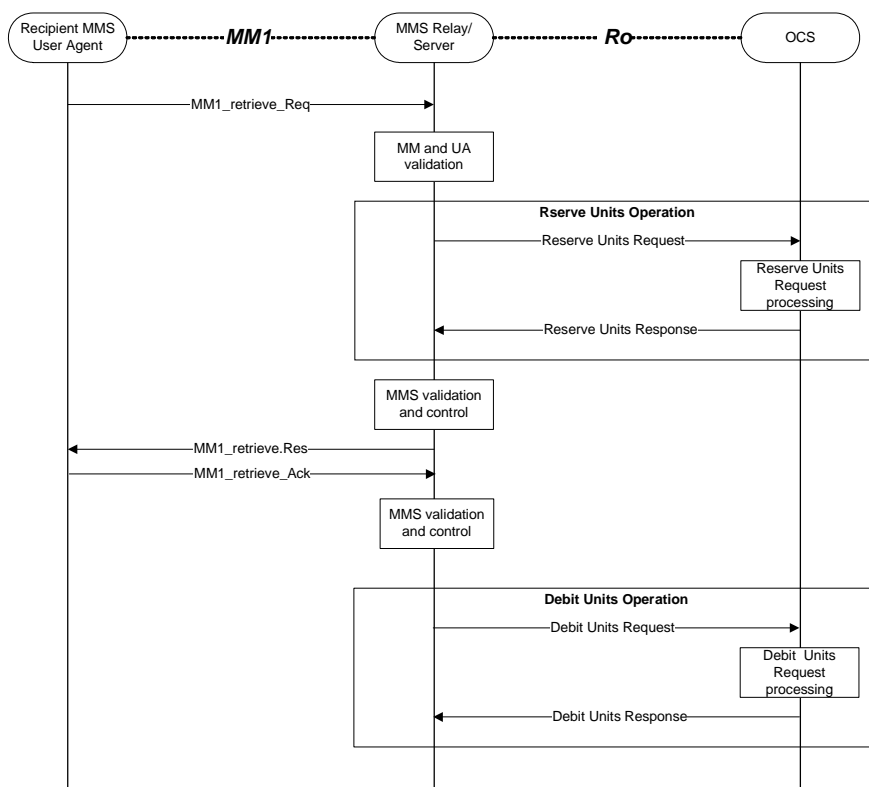 Recipient MMS
User Agent
MM1
MMS Relay/
Server
Ro
OCS
MM1_retrieve_Req
MM and UA
validation
Rserve Units Operation
Reserve Units Request
Reserve Units
Request
processing
Reserve Units Response
MMS validation
and control
MM1_retrieve.Res
MM1_retrieve_Ack
MMS validation
and control
Debit Units Operation
Debit Units Request
Debit Units
Request
processing
Debit Units Response